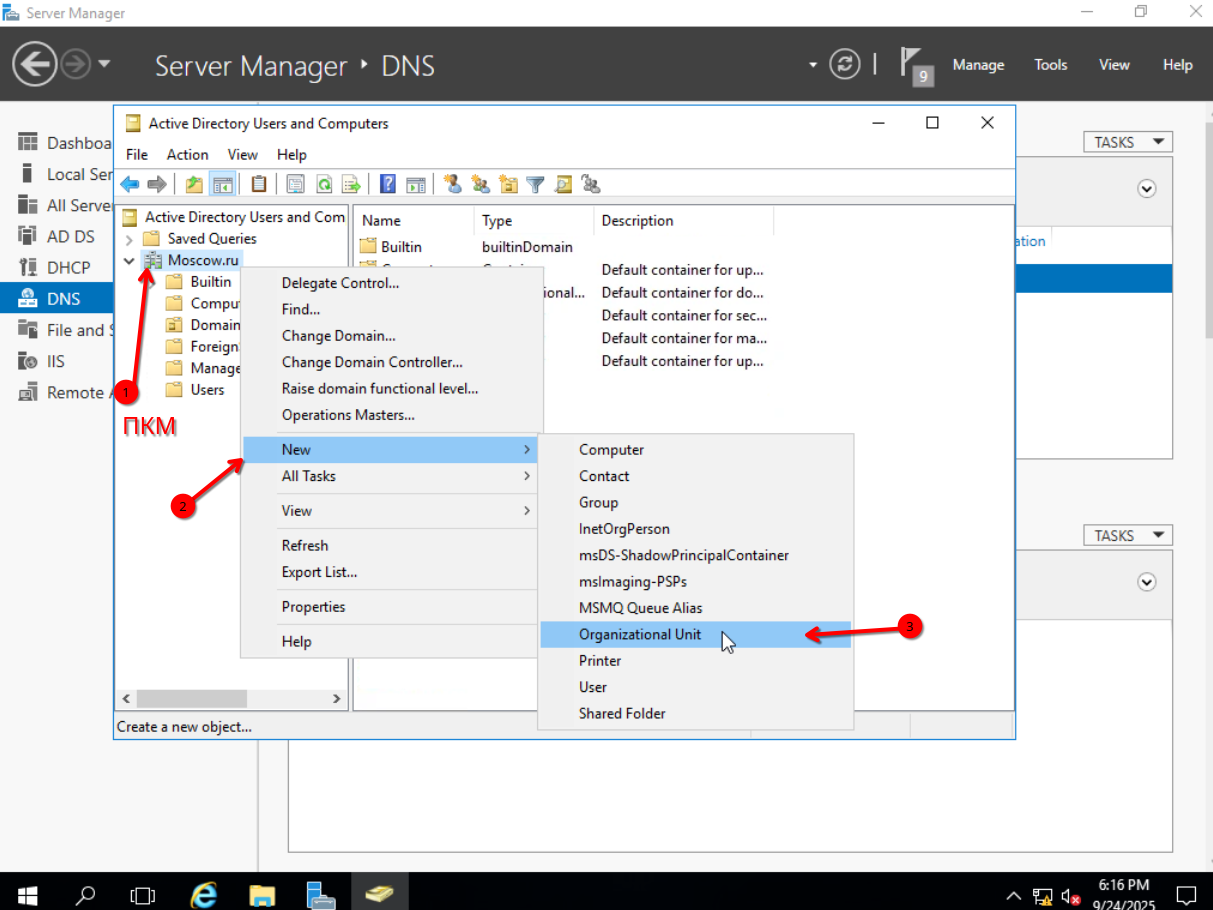 Server Manager
Server Manager
DNS
9
Manage
Tools
View
Help
Dashboa
Local Ser
All Server
AD DS
DHCP
DNS
File and S
IIS
Remote A
TASKS
ation
TASKS
Active Directory Users and Computers
File
Action
View
Help
Active Directory Users and Com
Saved Queries
Moscow.ru
Builtin
Comput
Domain
Foreign
Manage
Users
Name
Type
Description
Builtin
builtinDomain
Default container for up...
ional...
Default container for do...
Default container for sec...
Default container for ma...
Default container for up...
1
ПКМ
2
3
Delegate Control...
Find...
Change Domain...
Change Domain Controller...
Raise domain functional level...
Operations Masters...
New
All Tasks
View
Refresh
Export List...
Properties
Help
Computer
Contact
Group
InetOrgPerson
msDS-ShadowPrincipalContainer
msImaging-PSPs
MSMQ Queue Alias
Organizational Unit
Printer
User
Shared Folder
Create a new object...
6:16 PM
9/24/2025